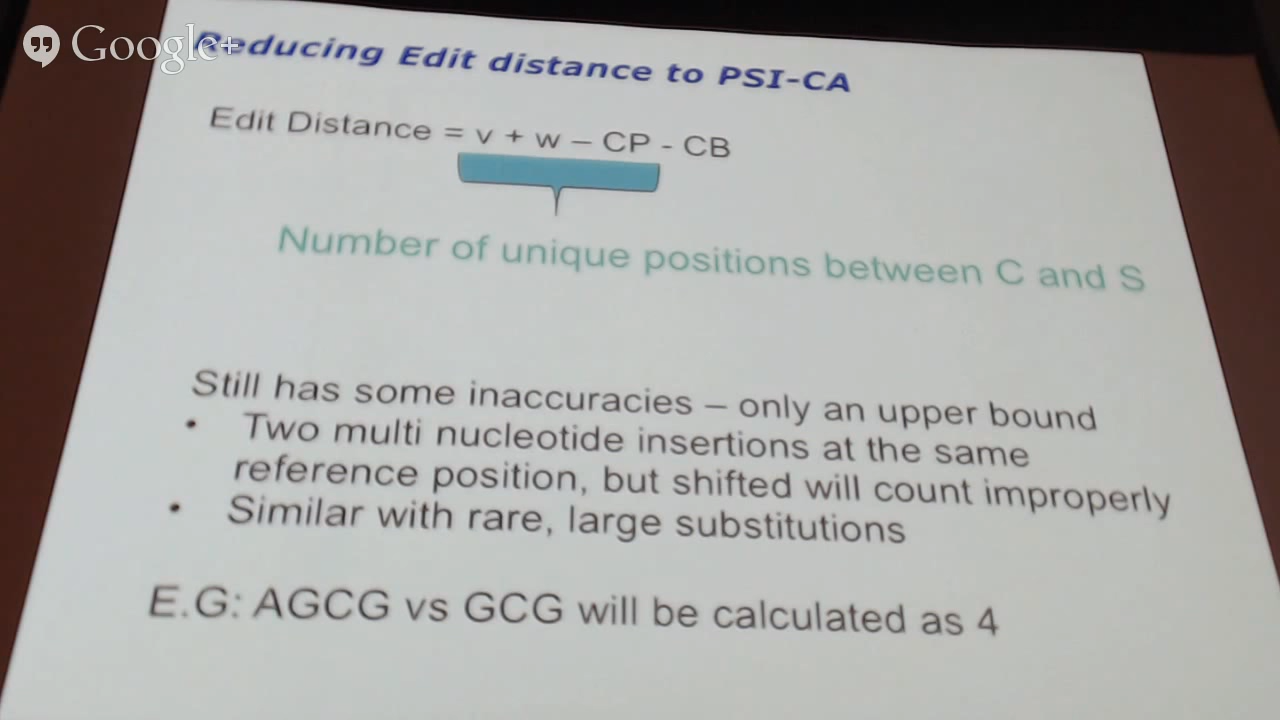 Google+
Reducing Edit distance to PSI-CA
Edit Distance = v + w – CP - CB
Number of unique positions between C and S
Still has some inaccuracies – only an upper bound
• Two multi nucleotide insertions at the same
reference position, but shifted will count improperly
• Similar with rare, large substitutions
E.G: AGCG vs GCG will be calculated as 4